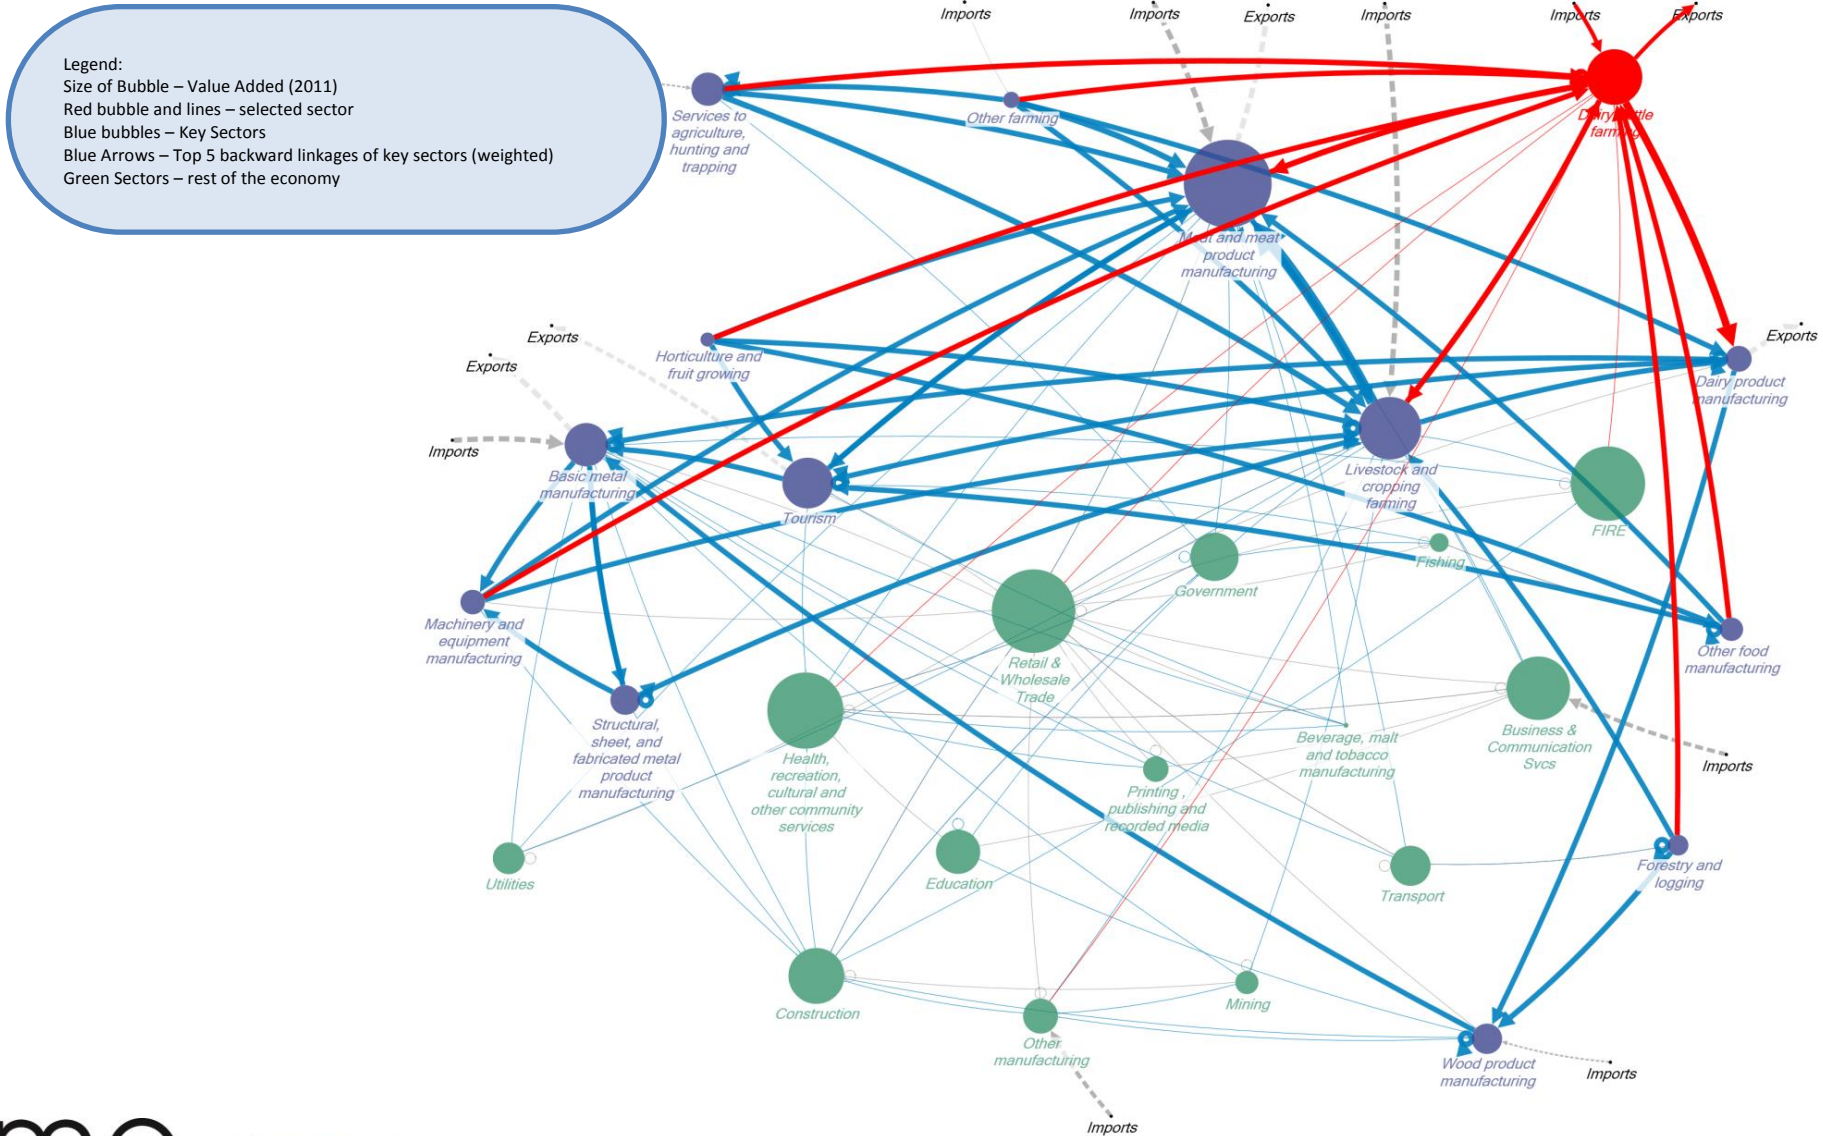 Imports
Imports
Exports
Imports
Imports
Exports
Legend:
Size of Bubble – Value Added (2011)
Red bubble and lines – selected sector
Blue bubbles – Key Sectors
Blue Arrows – Top 5 backward linkages of key sectors (weighted)
Green Sectors – rest of the economy
Services to
agriculture,
hunting and
trapping
Other farming
Dairy cattle
farming
Meat and meat
product
manufacturing
Exports
Exports
Imports
Horticulture and
fruit growing
Exports
Dairy product
manufacturing
Basic metal
manufacturing
Tourism
Livestock and
cropping
farming
FIRE
Fishing
Government
Machinery and
equipment
manufacturing
Retail &
Wholesale
Trade
Other food
manufacturing
Structural,
sheet, and
fabricated metal
product
manufacturing
Health,
recreation,
cultural and
other community
services
Beverage, malt
and tobacco
manufacturing
Business &
Communication
Svcs
Imports
Printing ,
publishing and
recorded media
Utilities
Education
Transport
Forestry and
logging
Construction
Mining
Other
manufacturing
Wood product
manufacturing
Imports
Imports